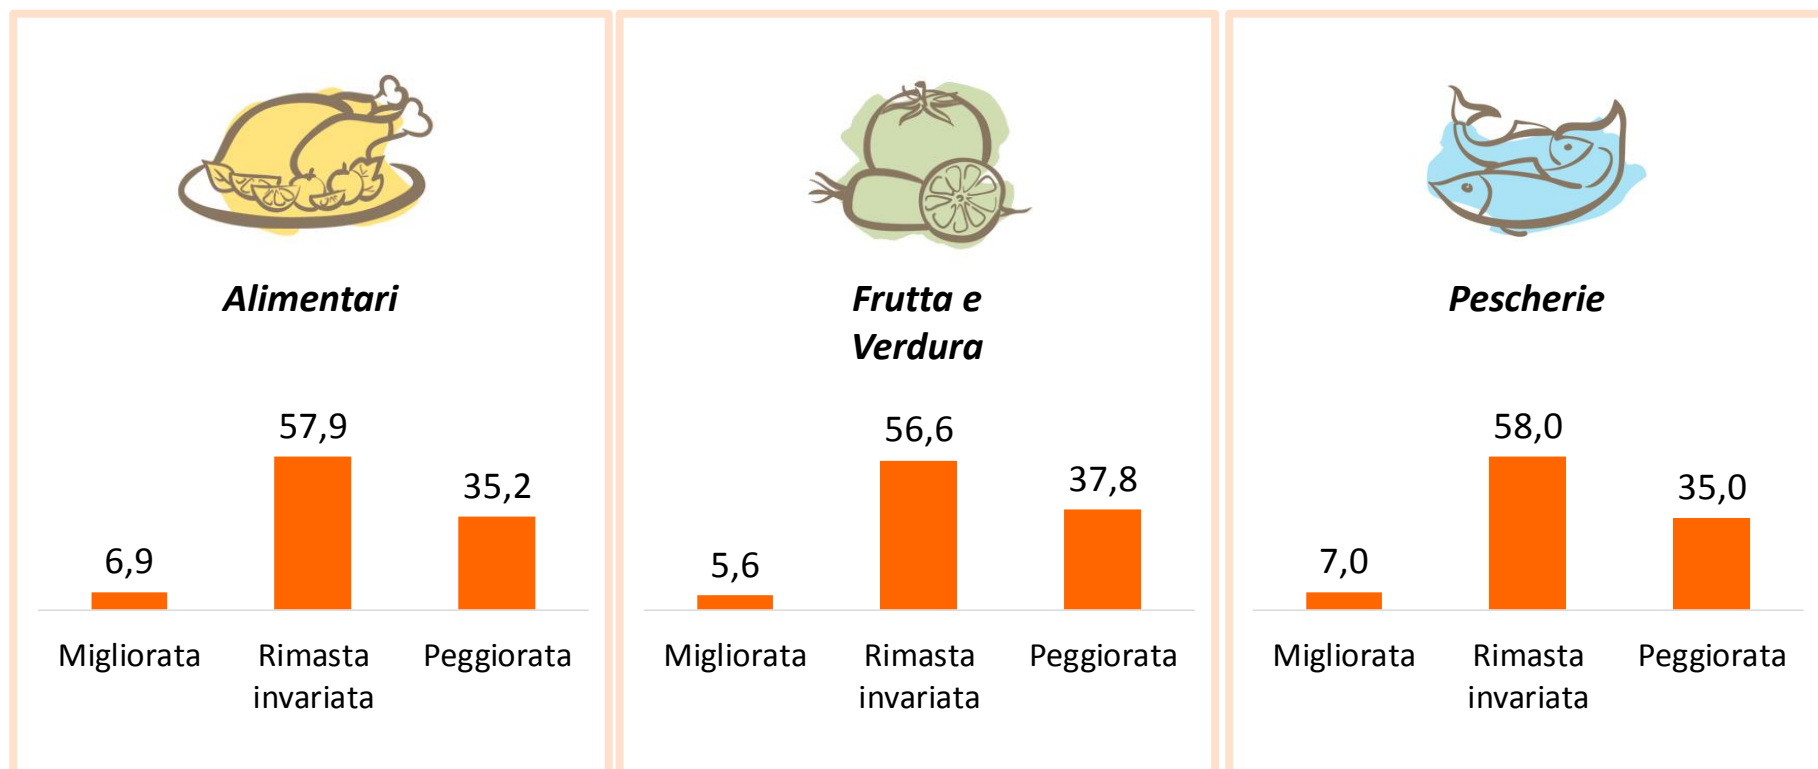 Alimentari
57,9
35,2
6,9
Migliorata
Rimasta
invariata
Peggiorata
Frutta e
Verdura
56,6
37,8
5,6
Migliorata
Rimasta
invariata
Peggiorata
Pescherie
58,0
35,0
7,0
Migliorata
Rimasta
invariata
Peggiorata